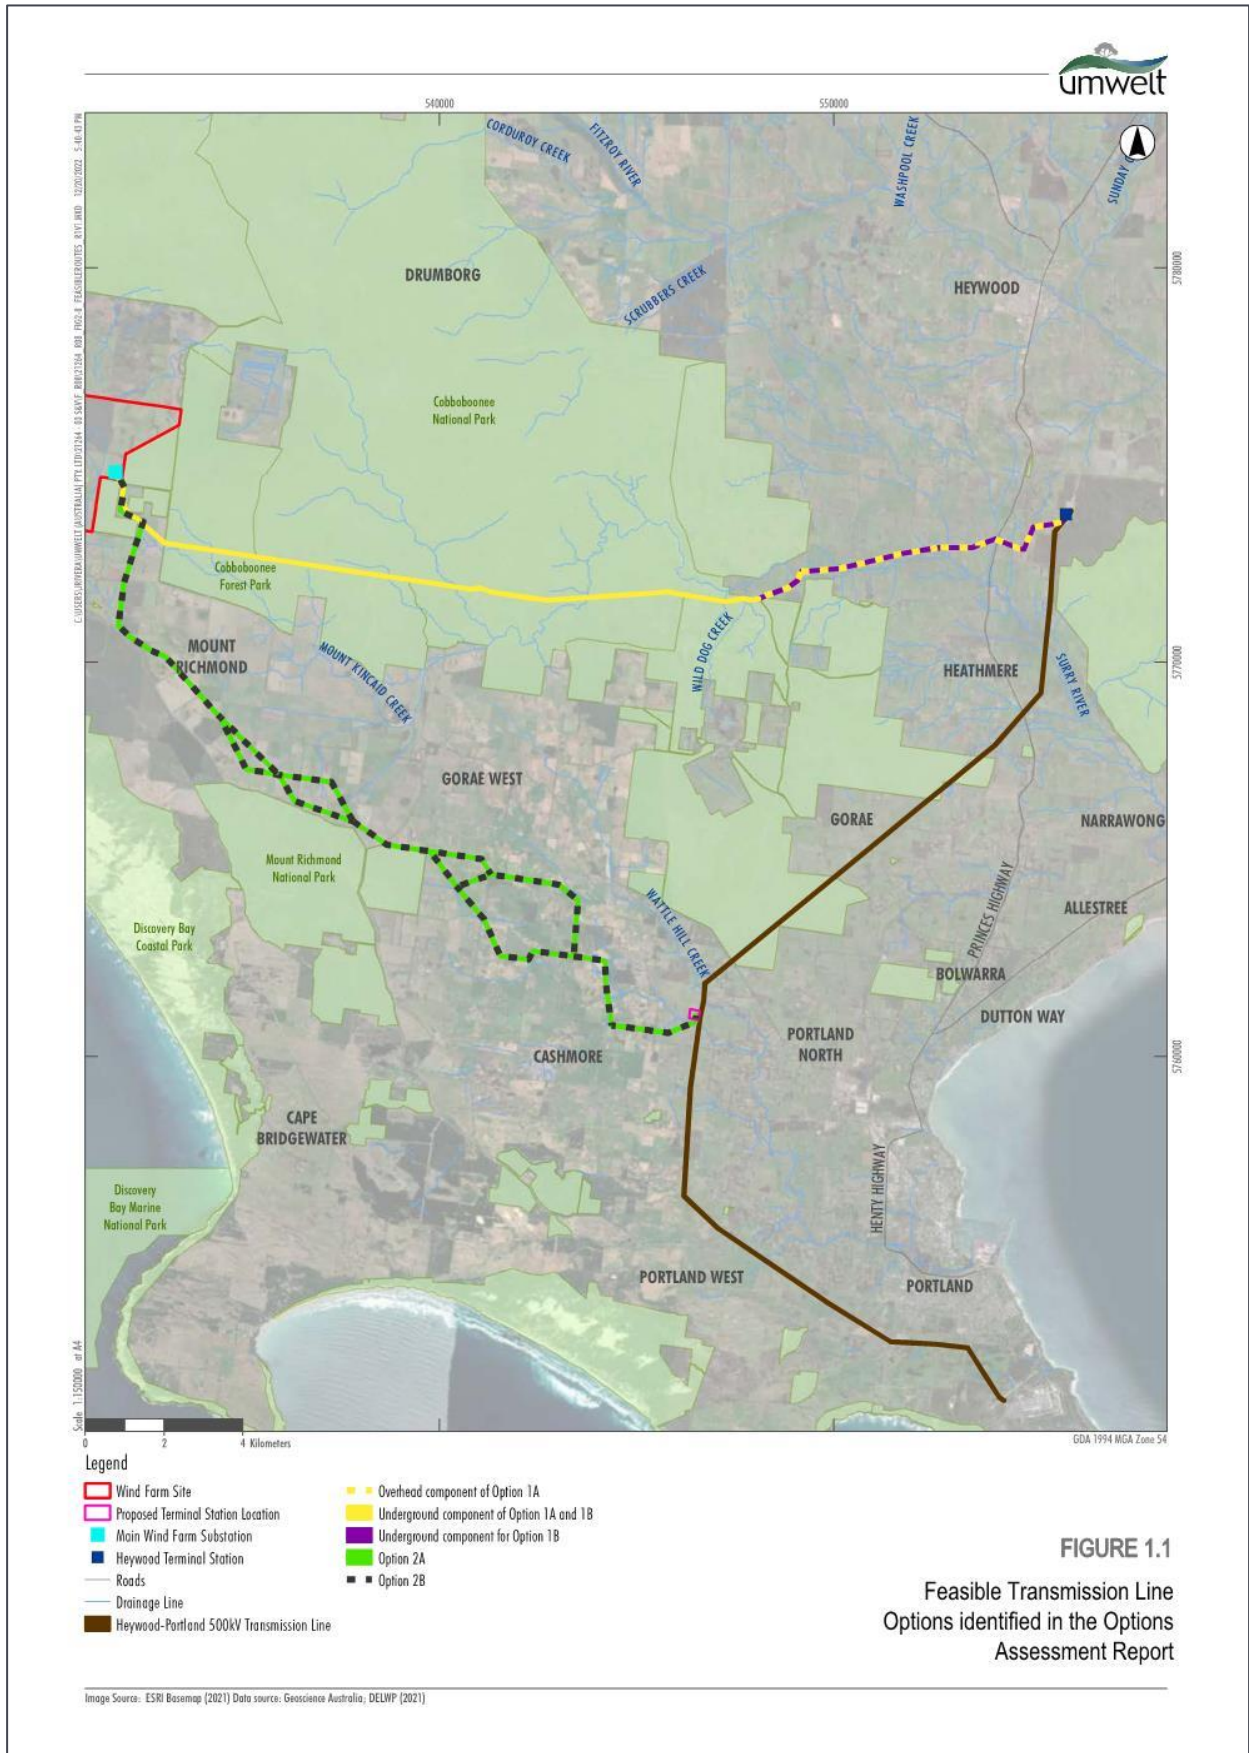 umwelt
540000
550000
CORDUROY CREEK
FITZROY RIVER
WASHPOOL CREEK
SUNDAY
DRUMBORG
SCRUBBERS CREEK
HEYWOOD
5780000
Cobboboonee
National Park
Cobboboonee
Forest Park
MOUNT
RICHMOND
MOUNT KINCAID CREEK
WILD DOG CREEK
HEATHMERE
SURRY RIVER
5770000
GORAE WEST
GORAE
NARRAWONG
Mount Richmond
National Park
WATTLE HILL CREEK
PRINCES HIGHWAY
ALLESTREE
Discovery Bay
Coastal Park
BOLWARRA
DUTTON WAY
PORTLAND
NORTH
CASHMORE
5760000
CAPE
BRIDGEWATER
HENTY HIGHWAY
Discovery
Bay Marine
National Park
PORTLAND WEST
PORTLAND
Scale 1:150000 at A4
0 2 4 Kilometers
GDA 1994 MGA Zone 54
Legend
Wind Farm Site
Proposed Terminal Station Location
Main Wind Farm Substation
Heywood Terminal Station
Roads
Drainage Line
Heywood-Portland 500kV Transmission Line
Overhead component of Option 1A
Underground component of Option 1A and 1B
Underground component for Option 1B
Option 2A
Option 2B
FIGURE 1.1
Feasible Transmission Line
Options identified in the Options
Assessment Report
Image Source: ESRI Basemap (2021) Data source: Geoscience Australia; DELWP (2021)